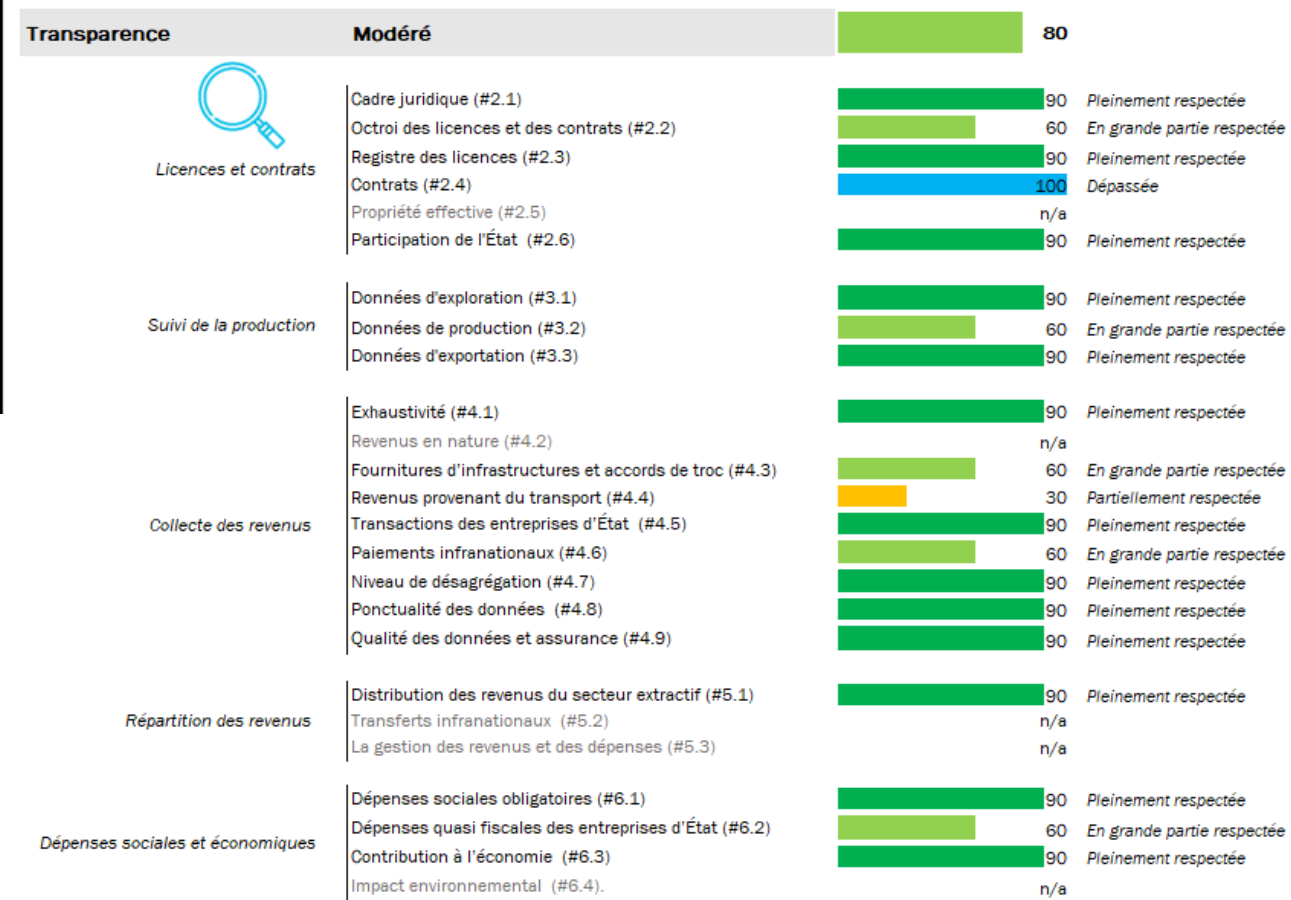 Transparence Modéré 80
Cadre juridique (#2.1) 90 Pleinement respectée
Octroi des licences et des contrats (#2.2) 60 En grande partie respectée
Licences et contrats
Registre des licences (#2.3) 90 Pleinement respectée
Contrats (#2.4) 100 Dépassée
Propriété effective (#2.5) n/a
Participation de l'État (#2.6) 90 Pleinement respectée
Données d'exploration (#3.1) 90 Pleinement respectée
Suivi de la production
Données de production (#3.2) 60 En grande partie respectée
Données d'exportation (#3.3) 90 Pleinement respectée
Exhaustivité (#4.1) 90 Pleinement respectée
Revenus en nature (#4.2) n/a
Fournitures d’infrastructures et accords de troc (#4.3) 60 En grande partie respectée
Revenus provenant du transport (#4.4) 30 Partiellement respectée
Collecte des revenus
Transactions des entreprises d’État (#4.5) 90 Pleinement respectée
Paiements infranationaux (#4.6) 60 En grande partie respectée
Niveau de désagrégation (#4.7) 90 Pleinement respectée
Ponctualité des données (#4.8) 90 Pleinement respectée
Qualité des données et assurance (#4.9) 90 Pleinement respectée
Distribution des revenus du secteur extractif (#5.1) 90 Pleinement respectée
Répartition des revenus
Transferts infranationaux (#5.2) n/a
La gestion des revenus et des dépenses (#5.3) n/a
Dépenses sociales obligatoires (#6.1) 90 Pleinement respectée
Dépenses quasi fiscales des entreprises d’État (#6.2) 60 En grande partie respectée
Dépenses sociales et économiques
Contribution à l’économie (#6.3) 90 Pleinement respectée
Impact environnemental (#6.4). n/a